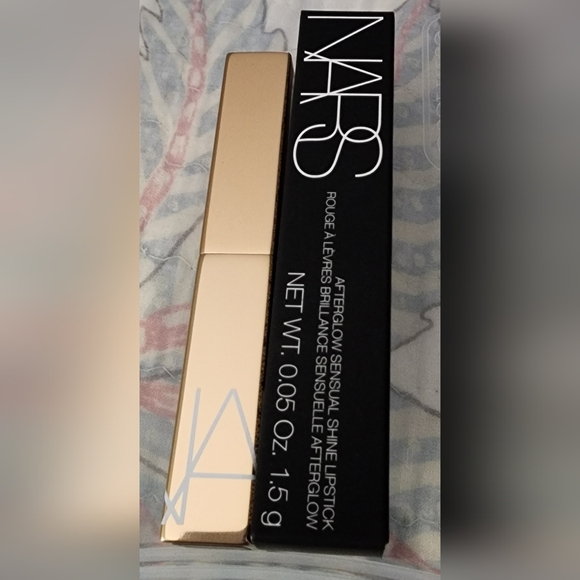 NARS
AFTERGLOW SENSUAL SHINE LIPSTICK
ROUGE À LÈVRES BRILLANCE SENSUELLE AFTERGLOW
NET WT. 0.05 Oz. 1.5 g